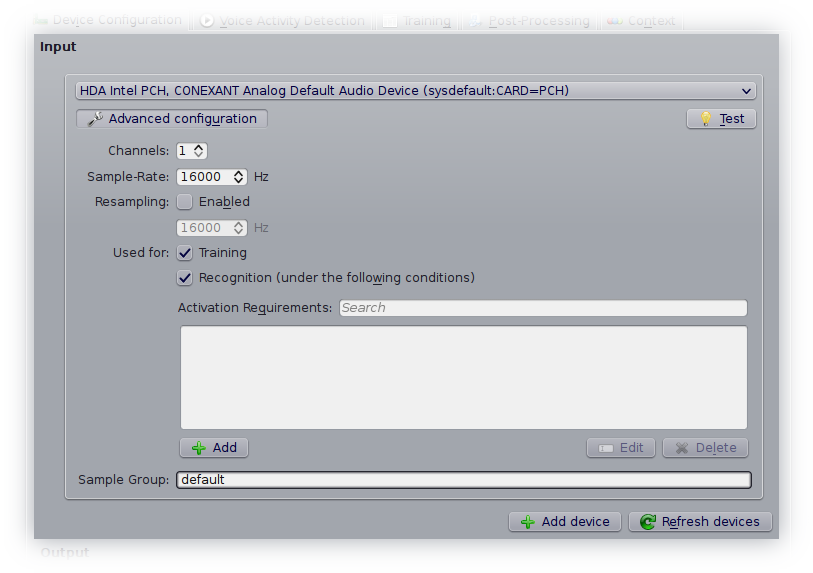 Device Configuration Voice Activity Detection Training Post-Processing Context
Input
HDA Intel PCH, CONEXANT Analog Default Audio Device (sysdefault:CARD=PCH)
Advanced configuration Test
Channels: 1
Sample-Rate: 16000 Hz
Resampling: Enabled
16000 Hz
Used for: Training
Recognition (under the following conditions)
Activation Requirements: Search
Add Edit Delete
Sample Group: default
Add device Refresh devices
Output